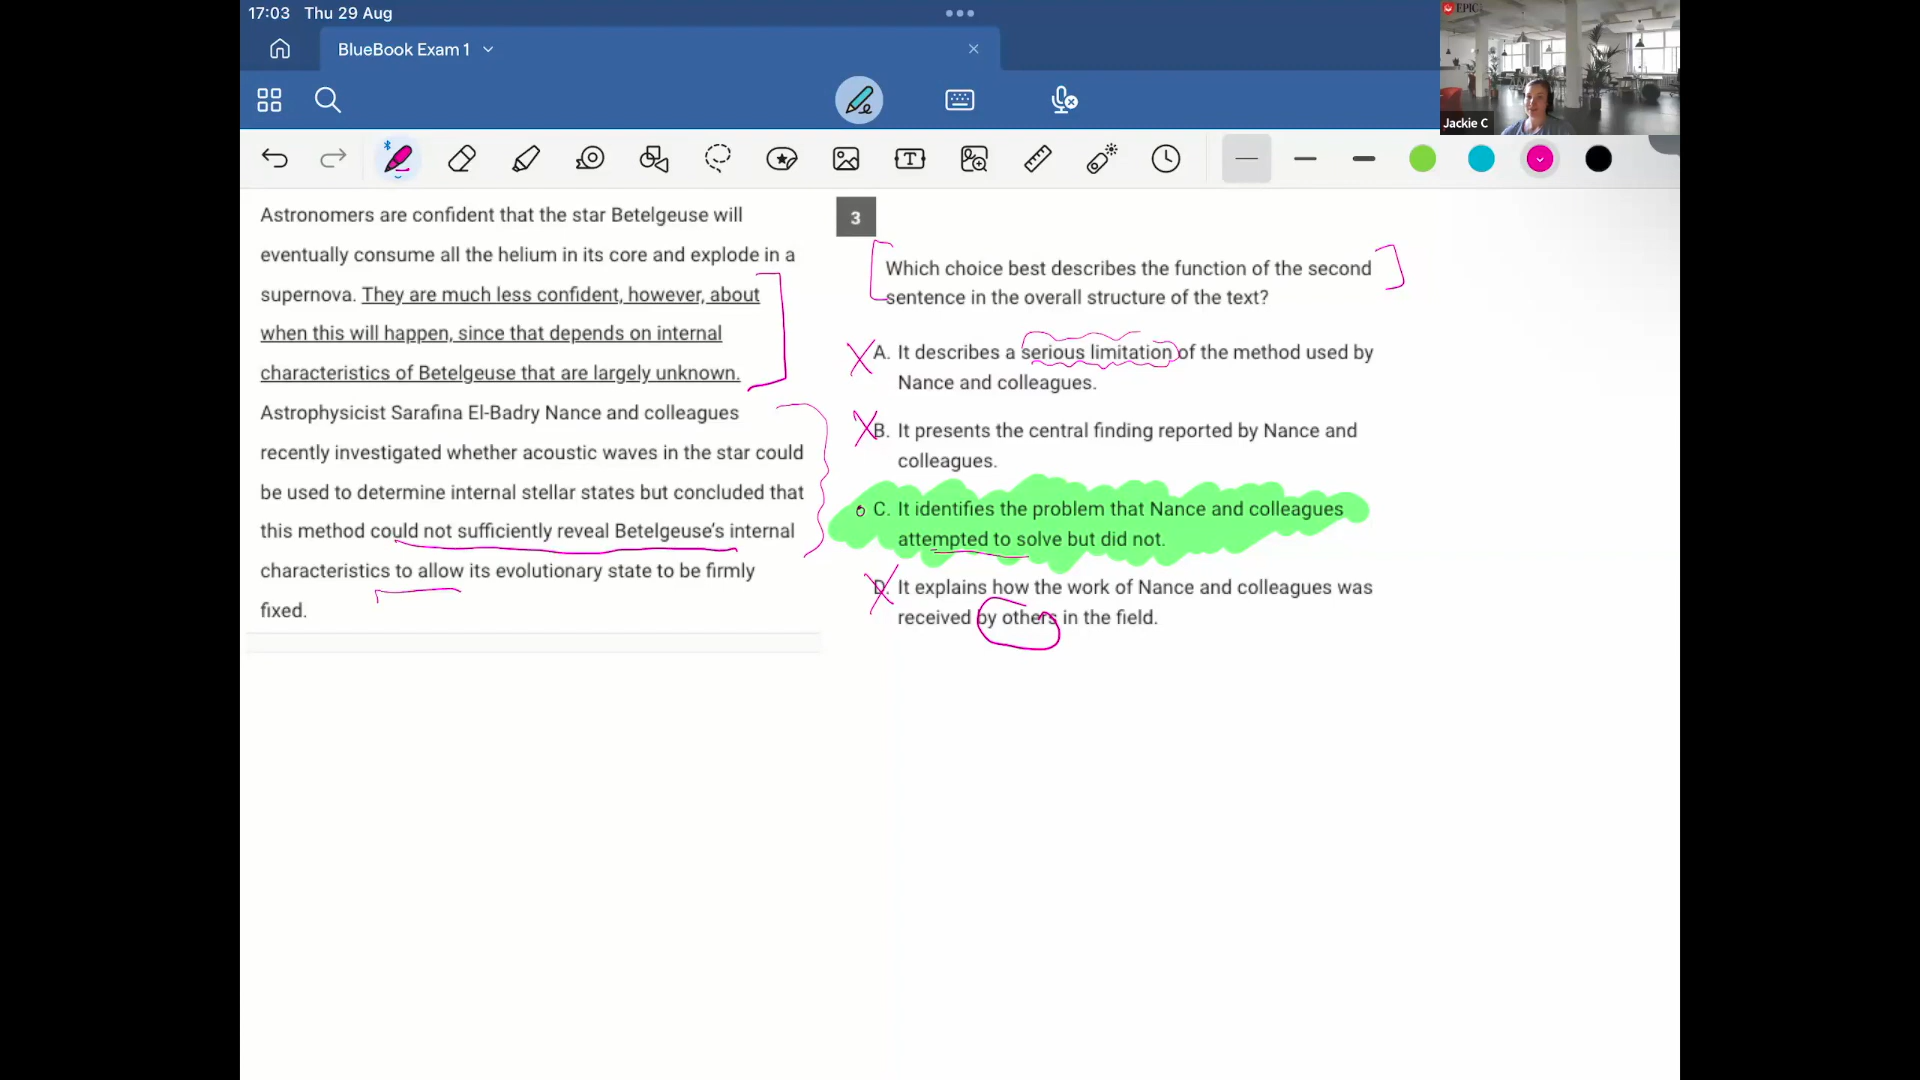 17:03 Thu 29 Aug
BlueBook Exam 1
EPIC
Jackie C
Astronomers are confident that the star Betelgeuse will
eventually consume all the helium in its core and explode in a
supernova. They are much less confident, however, about
when this will happen, since that depends on internal
characteristics of Betelgeuse that are largely unknown.
Astrophysicist Sarafina El-Badry Nance and colleagues
recently investigated whether acoustic waves in the star could
be used to determine internal stellar states but concluded that
this method could not sufficiently reveal Betelgeuse’s internal
characteristics to allow its evolutionary state to be firmly
fixed.
3
Which choice best describes the function of the second
sentence in the overall structure of the text?
A. It describes a serious limitation of the method used by
Nance and colleagues.
B. It presents the central finding reported by Nance and
colleagues.
C. It identifies the problem that Nance and colleagues
attempted to solve but did not.
D. It explains how the work of Nance and colleagues was
received by others in the field.